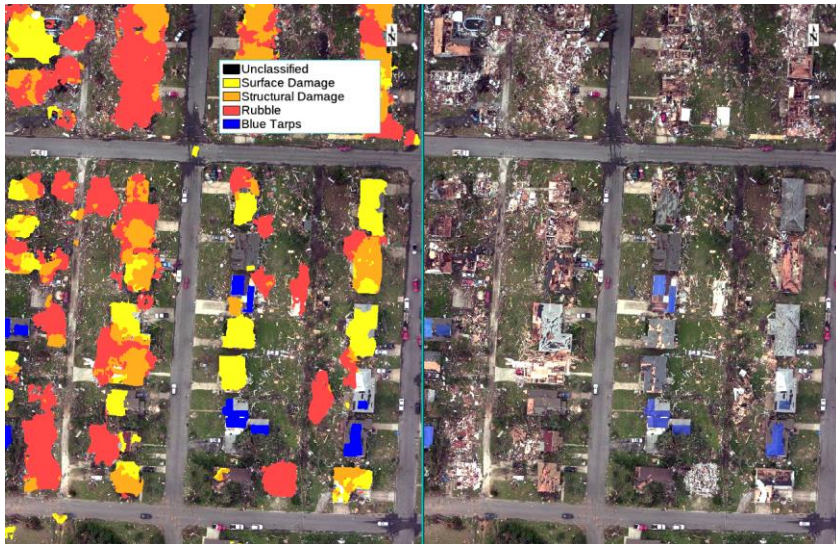 Unclassified
Surface Damage
Structural Damage
Rubble
Blue Tarps